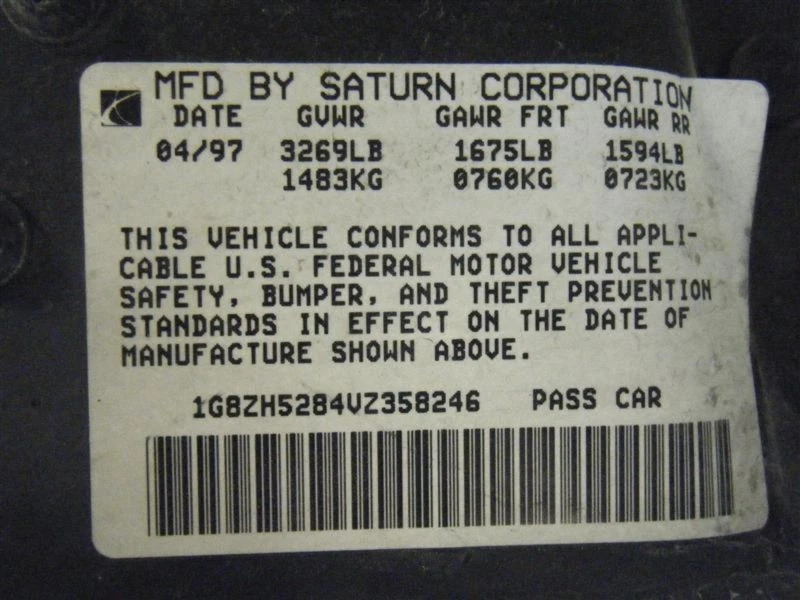 MFD BY SATURN CORPORATION
DATE GVWR GAWR FRT GAWR RR
04/97 3269LB 1675LB 1594LB
1483KG 0760KG 0723KG
THIS VEHICLE CONFORMS TO ALL APPLI-
CABLE U.S. FEDERAL MOTOR VEHICLE
SAFETY, BUMPER, AND THEFT PREVENTION
STANDARDS IN EFFECT ON THE DATE OF
MANUFACTURE SHOWN ABOVE.
1G8ZH5284VZ358246 PASS CAR